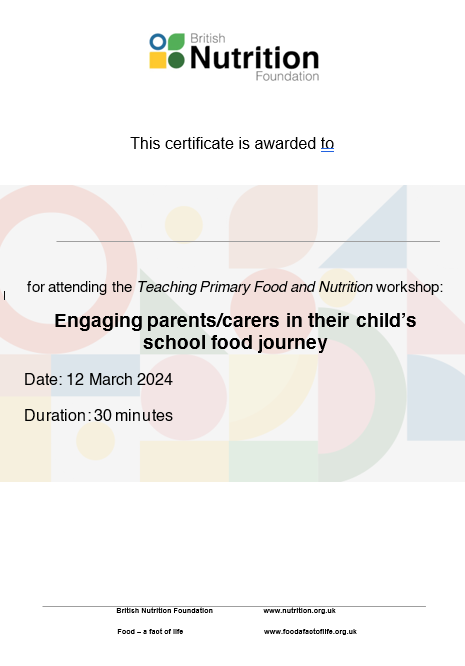 British
Nutrition
Foundation
This certificate is awarded to
for attending the Teaching Primary Food and Nutrition workshop:
Engaging parents/carers in their child’s
school food journey
Date: 12 March 2024
Duration: 30 minutes
British Nutrition Foundation www.nutrition.org.uk
Food – a fact of life www.foodafactoflife.org.uk